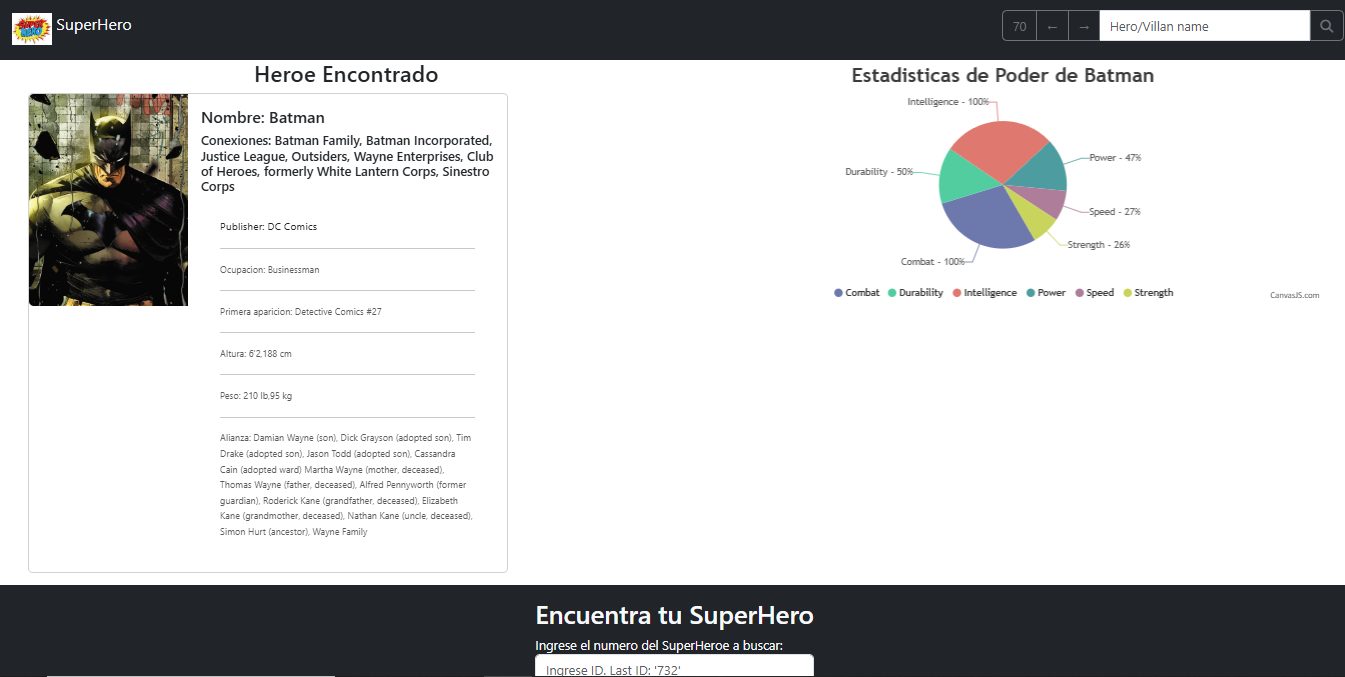 SUPER
HERO
SuperHero
70
←
→
Hero/Villan name
Heroe Encontrado
Nombre: Batman
Conexiones: Batman Family, Batman Incorporated,
Justice League, Outsiders, Wayne Enterprises, Club
of Heroes, formerly White Lantern Corps, Sinestro
Corps
Publisher: DC Comics
Ocupacion: Businessman
Primera aparicion: Detective Comics #27
Altura: 6'2,188 cm
Peso: 210 lb,95 kg
Alianza: Damian Wayne (son), Dick Grayson (adopted son), Tim
Drake (adopted son), Jason Todd (adopted son), Cassandra
Cain (adopted ward) Martha Wayne (mother, deceased),
Thomas Wayne (father, deceased), Alfred Pennyworth (former
guardian), Roderick Kane (grandfather, deceased), Elizabeth
Kane (grandmother, deceased), Nathan Kane (uncle, deceased),
Simon Hurt (ancestor), Wayne Family
Estadisticas de Poder de Batman
Intelligence - 100%
Power - 47%
Durability - 50%
Speed - 27%
Strength - 26%
Combat - 100%
Combat Durability Intelligence Power Speed Strength
CanvasJS.com
Encuentra tu SuperHero
Ingrese el numero del SuperHeroe a buscar:
Ingrese ID. Last ID: '732'